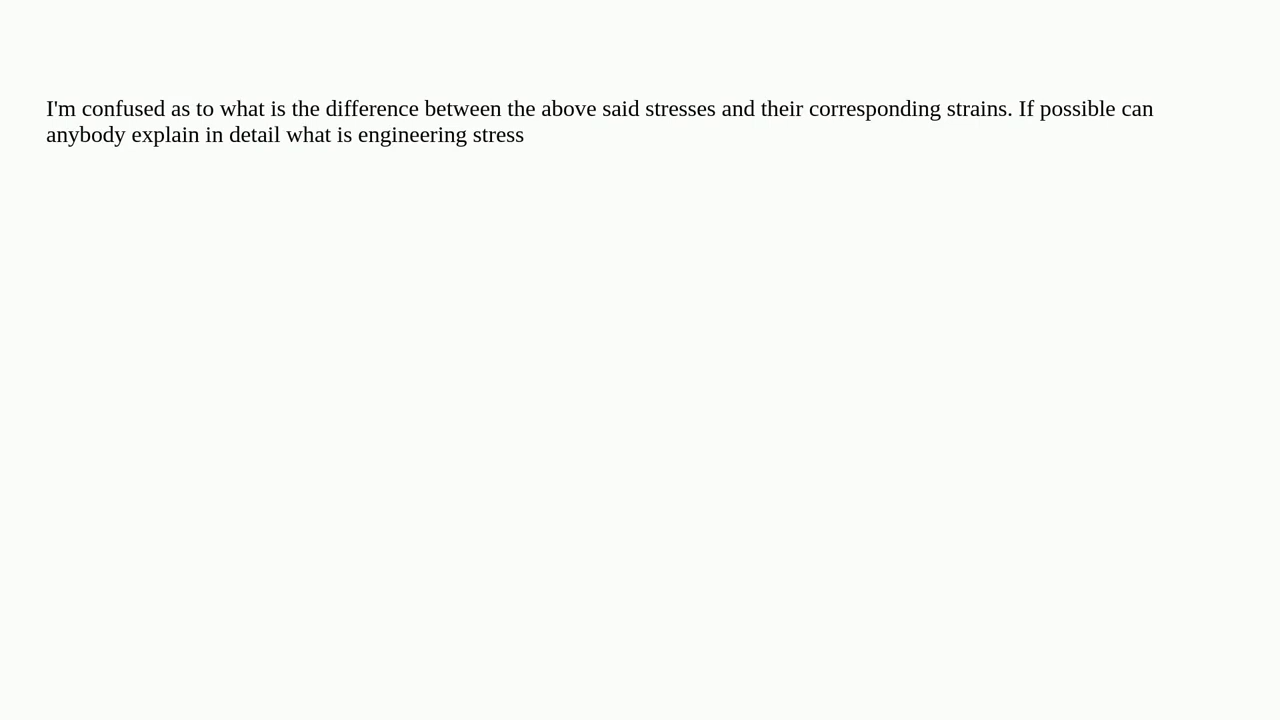 I'm confused as to what is the difference between the above said stresses and their corresponding strains. If possible can
anybody explain in detail what is engineering stress